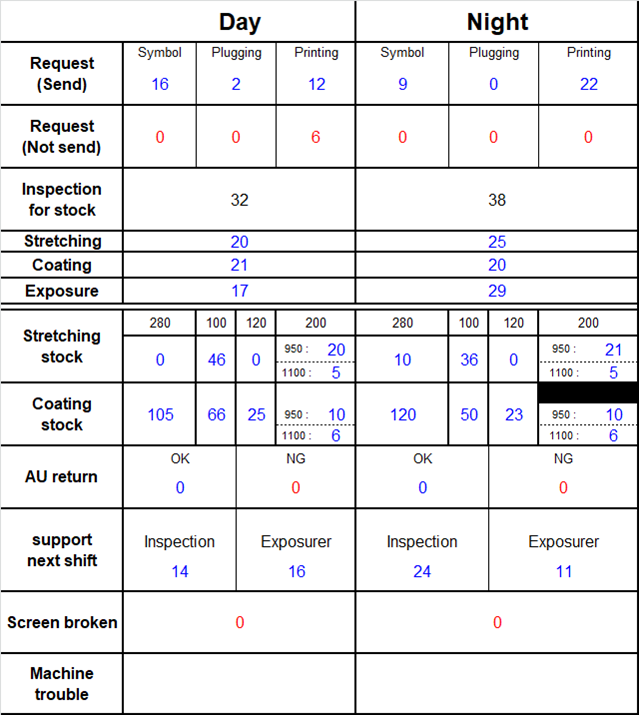 Day Night
Request (Send) Symbol Plugging Printing Symbol Plugging Printing
16 2 12 9 0 22
Request (Not send) 0 0 6 0 0 0
Inspection for stock 32 38
Stretching 20 25
Coating 21 20
Exposure 17 29
Stretching stock 280 100 120 200 280 100 120 200
0 46 0 950 : 20 10 36 0 950 : 21
1100 : 5 1100 : 5
Coating stock 105 66 25 950 : 10 120 50 23 950 : 10
1100 : 6 1100 : 6
AU return OK NG OK NG
0 0 0 0
support next shift Inspection Exposurer Inspection Exposurer
14 16 24 11
Screen broken 0 0
Machine trouble